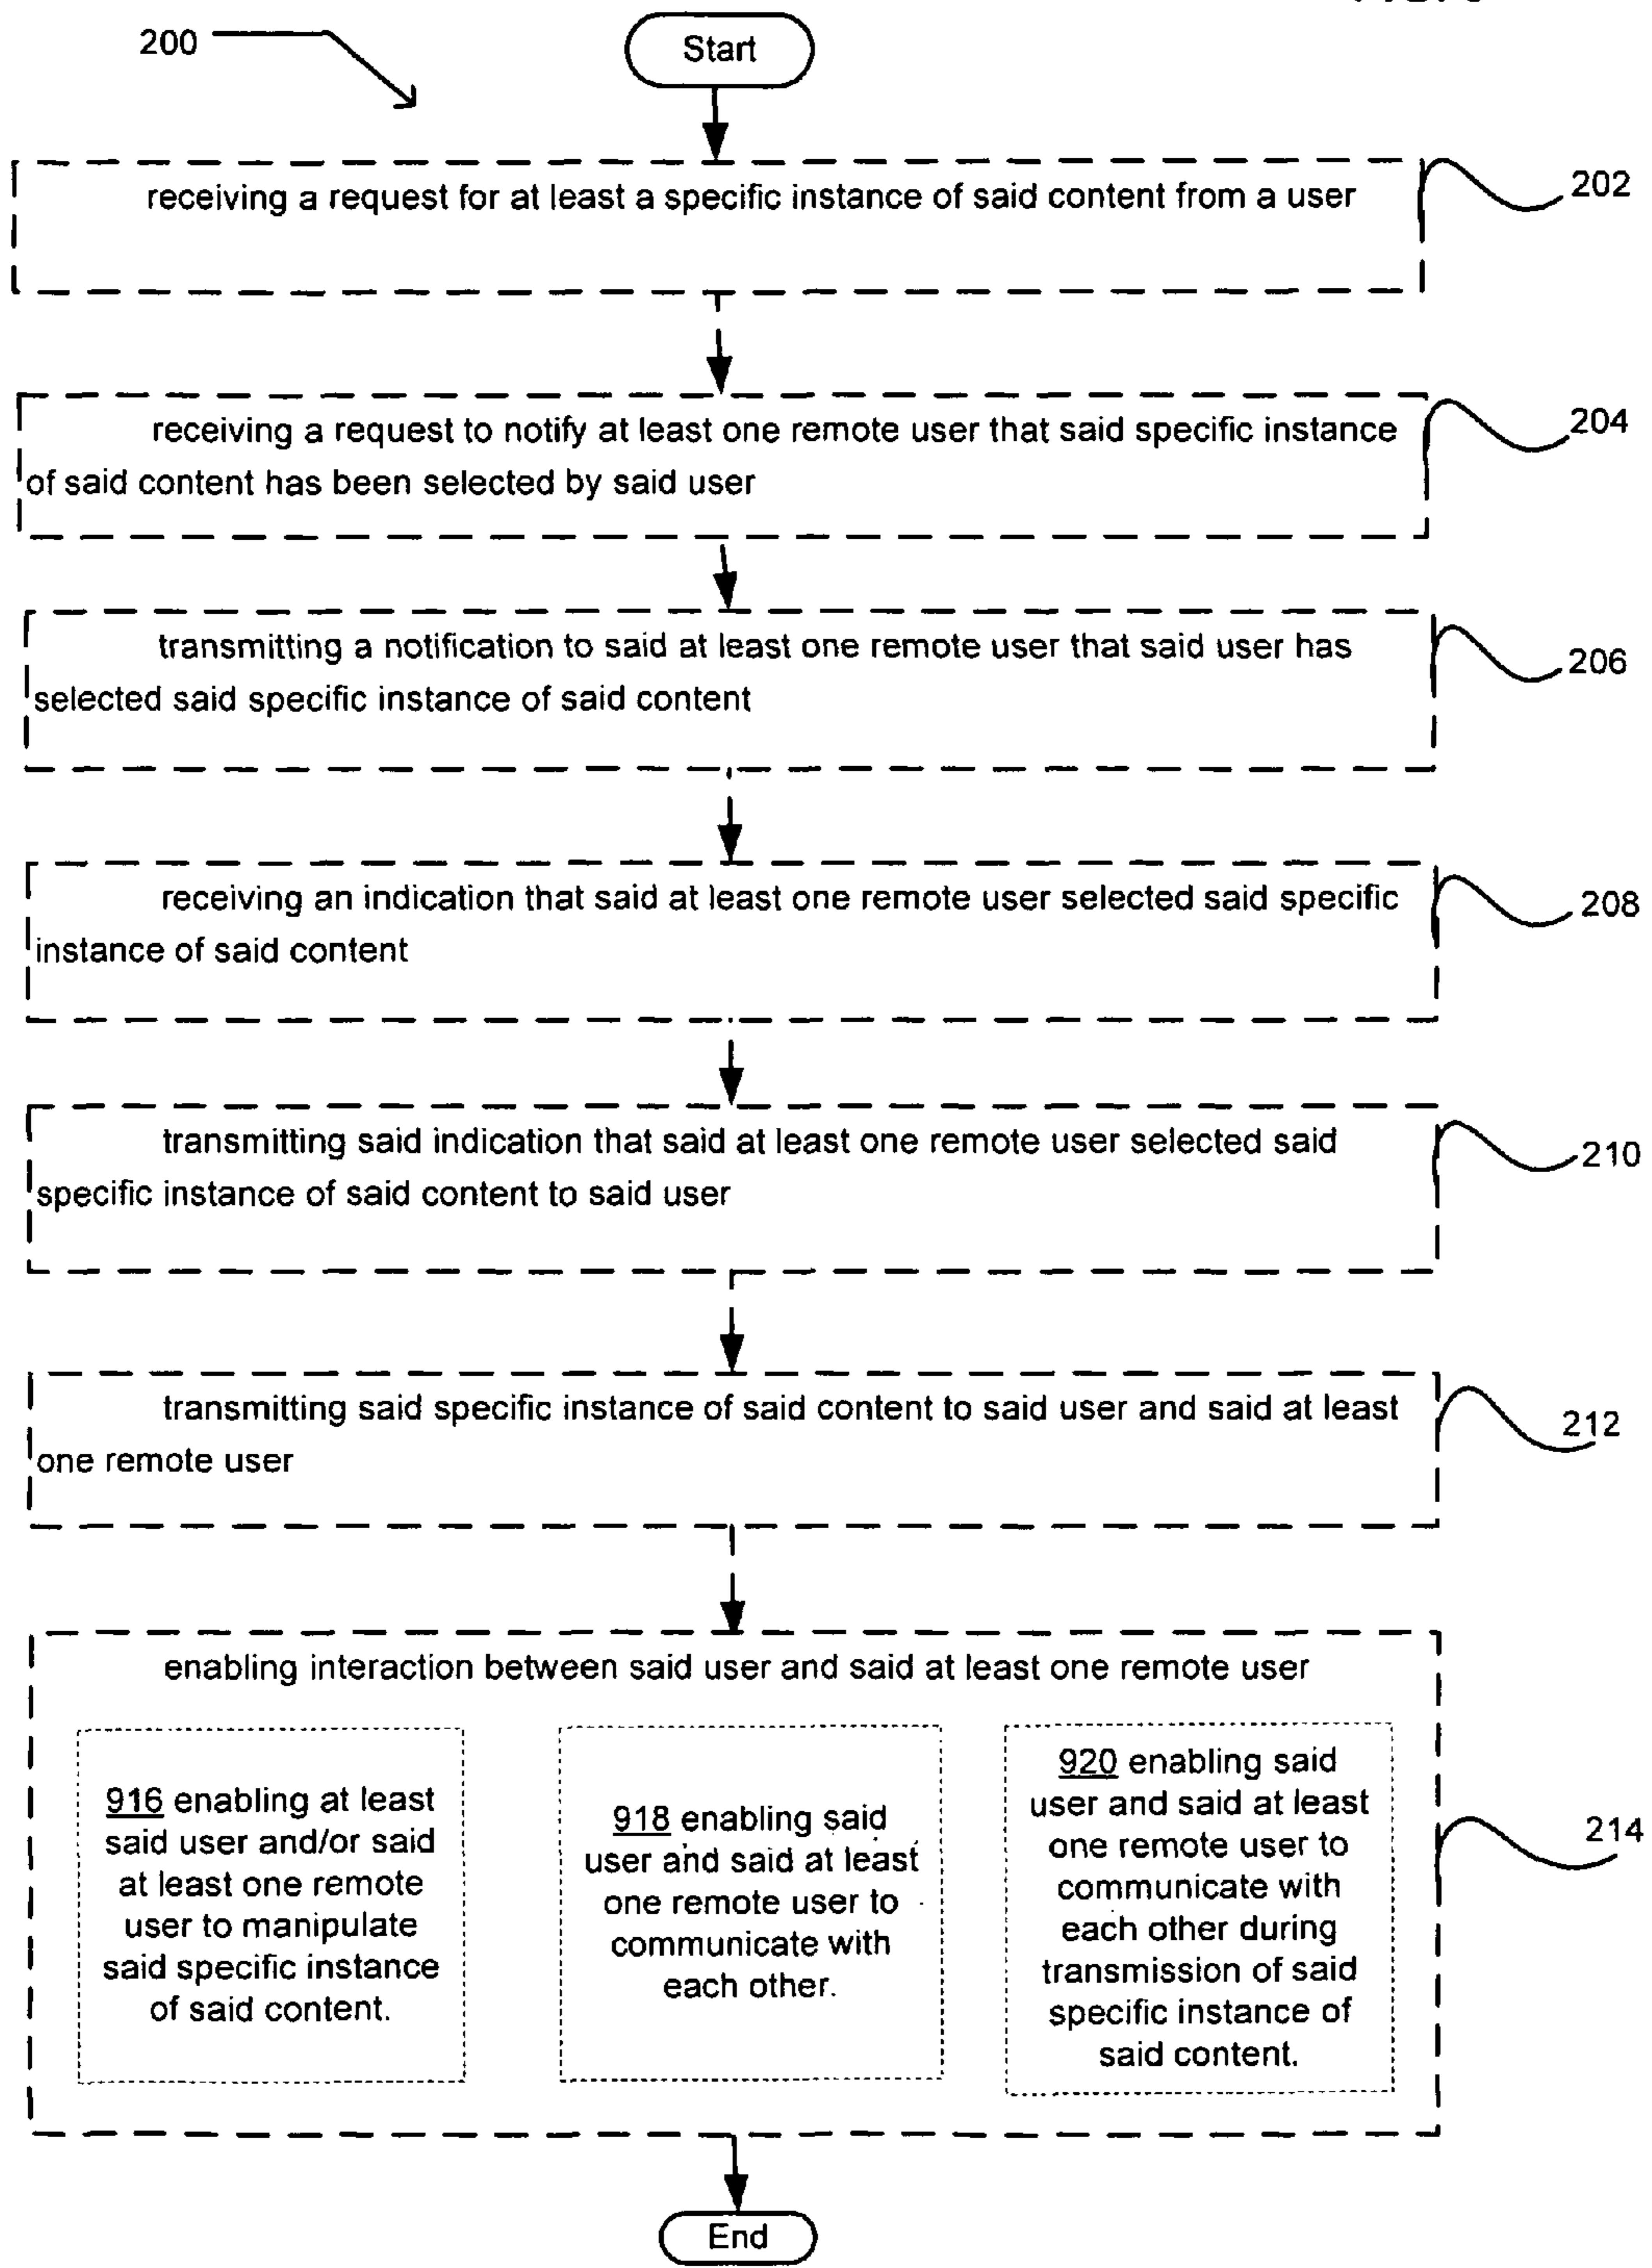 200
Start
receiving a request for at least a specific instance of said content from a user
202
receiving a request to notify at least one remote user that said specific instance
of said content has been selected by said user
204
transmitting a notification to said at least one remote user that said user has
selected said specific instance of said content
206
receiving an indication that said at least one remote user selected said specific
instance of said content
208
transmitting said indication that said at least one remote user selected said
specific instance of said content to said user
210
transmitting said specific instance of said content to said user and said at least
one remote user
212
enabling interaction between said user and said at least one remote user
916 enabling at least
said user and/or said
at least one remote
user to manipulate
said specific instance
of said content.
918 enabling said
user and said at least
one remote user to
communicate with
each other.
920 enabling said
user and said at least
one remote user to
communicate with
each other during
transmission of said
specific instance of
said content.
214
End